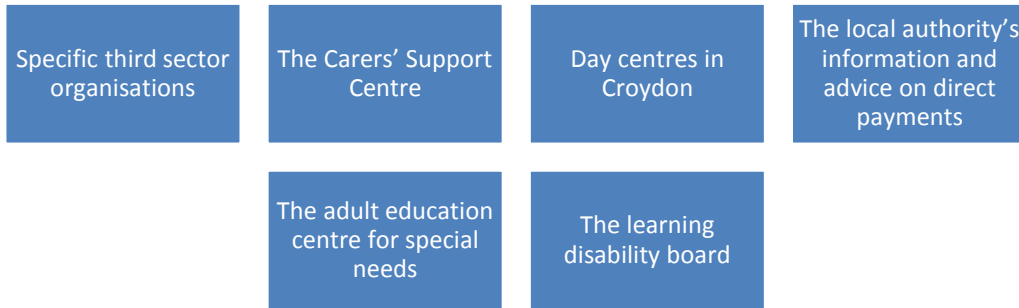 Specific third sector
organisations
The Carers’ Support
Centre
Day centres in
Croydon
The local authority’s
information and
advice on direct
payments
The adult education
centre for special
needs
The learning
disability board